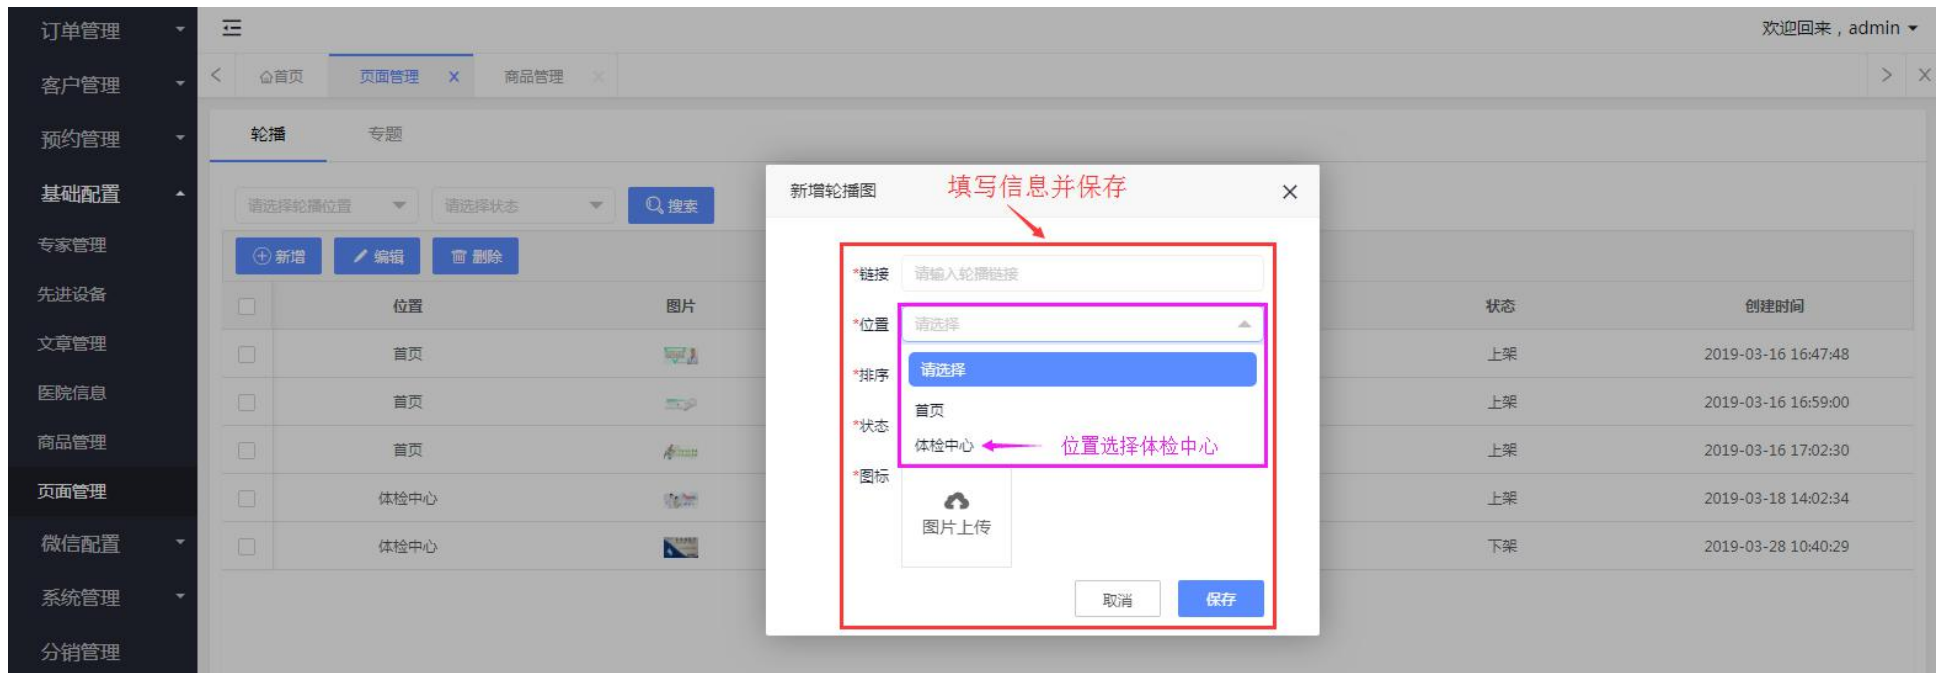 订单管理
客户管理
预约管理
基础配置
专家管理
先进设备
文章管理
医院信息
商品管理
页面管理
微信配置
系统管理
分销管理
欢迎回来，admin
首页 页面管理 X 商品管理 X
轮播 专题
请选择轮播位置 请选择状态 搜索
新增 编辑 删除
位置 图片 状态 创建时间
首页 上架 2019-03-16 16:47:48
首页 上架 2019-03-16 16:59:00
首页 上架 2019-03-16 17:02:30
体检中心 上架 2019-03-18 14:02:34
体检中心 下架 2019-03-28 10:40:29
新增轮播图 填写信息并保存
*链接 请输入轮播链接
*位置 请选择
请选择
*排序
首页
*状态
体检中心 位置选择体检中心
*图标
图片上传
取消 保存